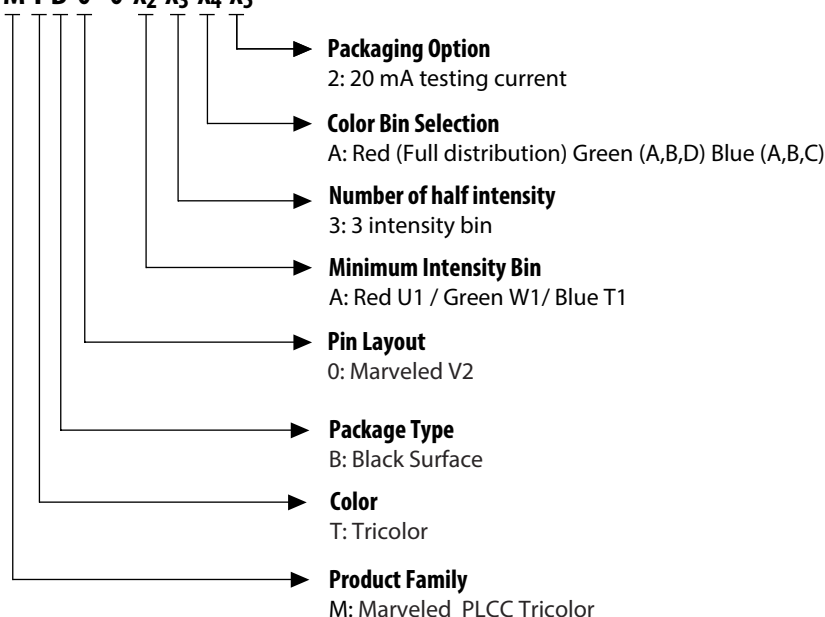 Packaging Option
2: 20 mA testing current
Color Bin Selection
A: Red (Full distribution) Green (A,B,D) Blue (A,B,C)
Number of half intensity
3: 3 intensity bin
Minimum Intensity Bin
A: Red U1 / Green W1/ Blue T1
Pin Layout
0: Marveled V2
Package Type
B: Black Surface
Color
T: Tricolor
Product Family
M: Marveled PLCC Tricolor